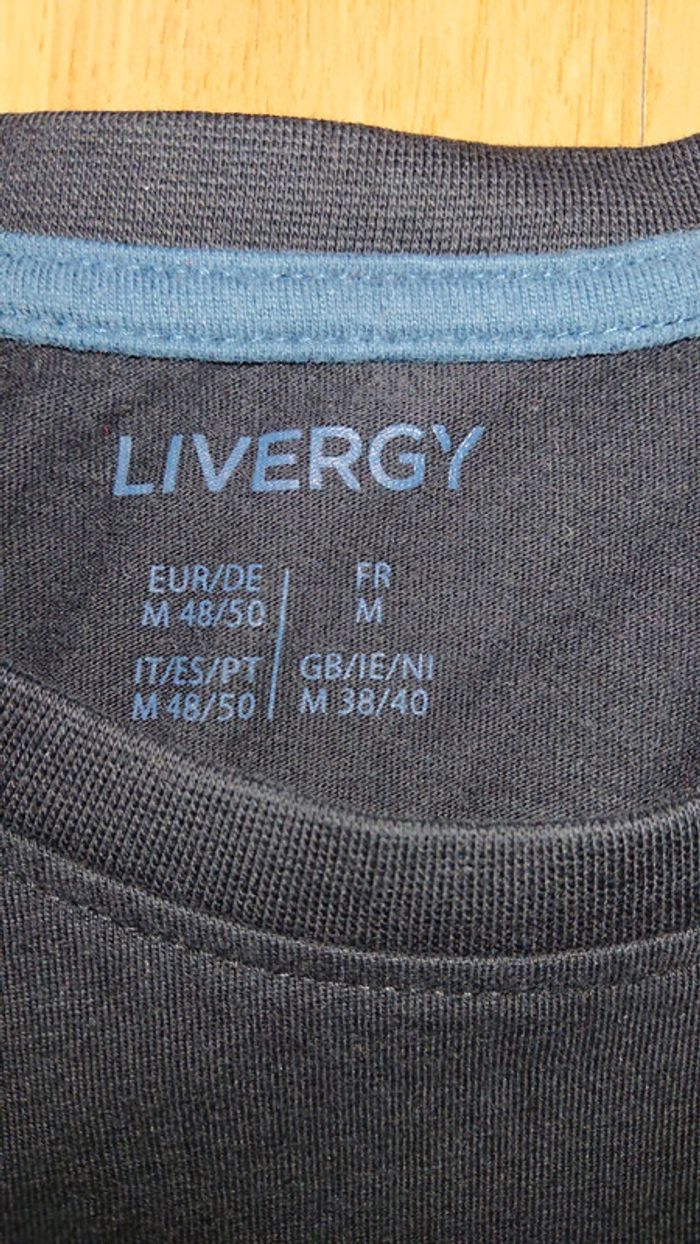 LIVERGY
EUR/DE
M 48/50
FR
M
IT/ES/PT
M 48/50
GB/IE/NI
M 38/40